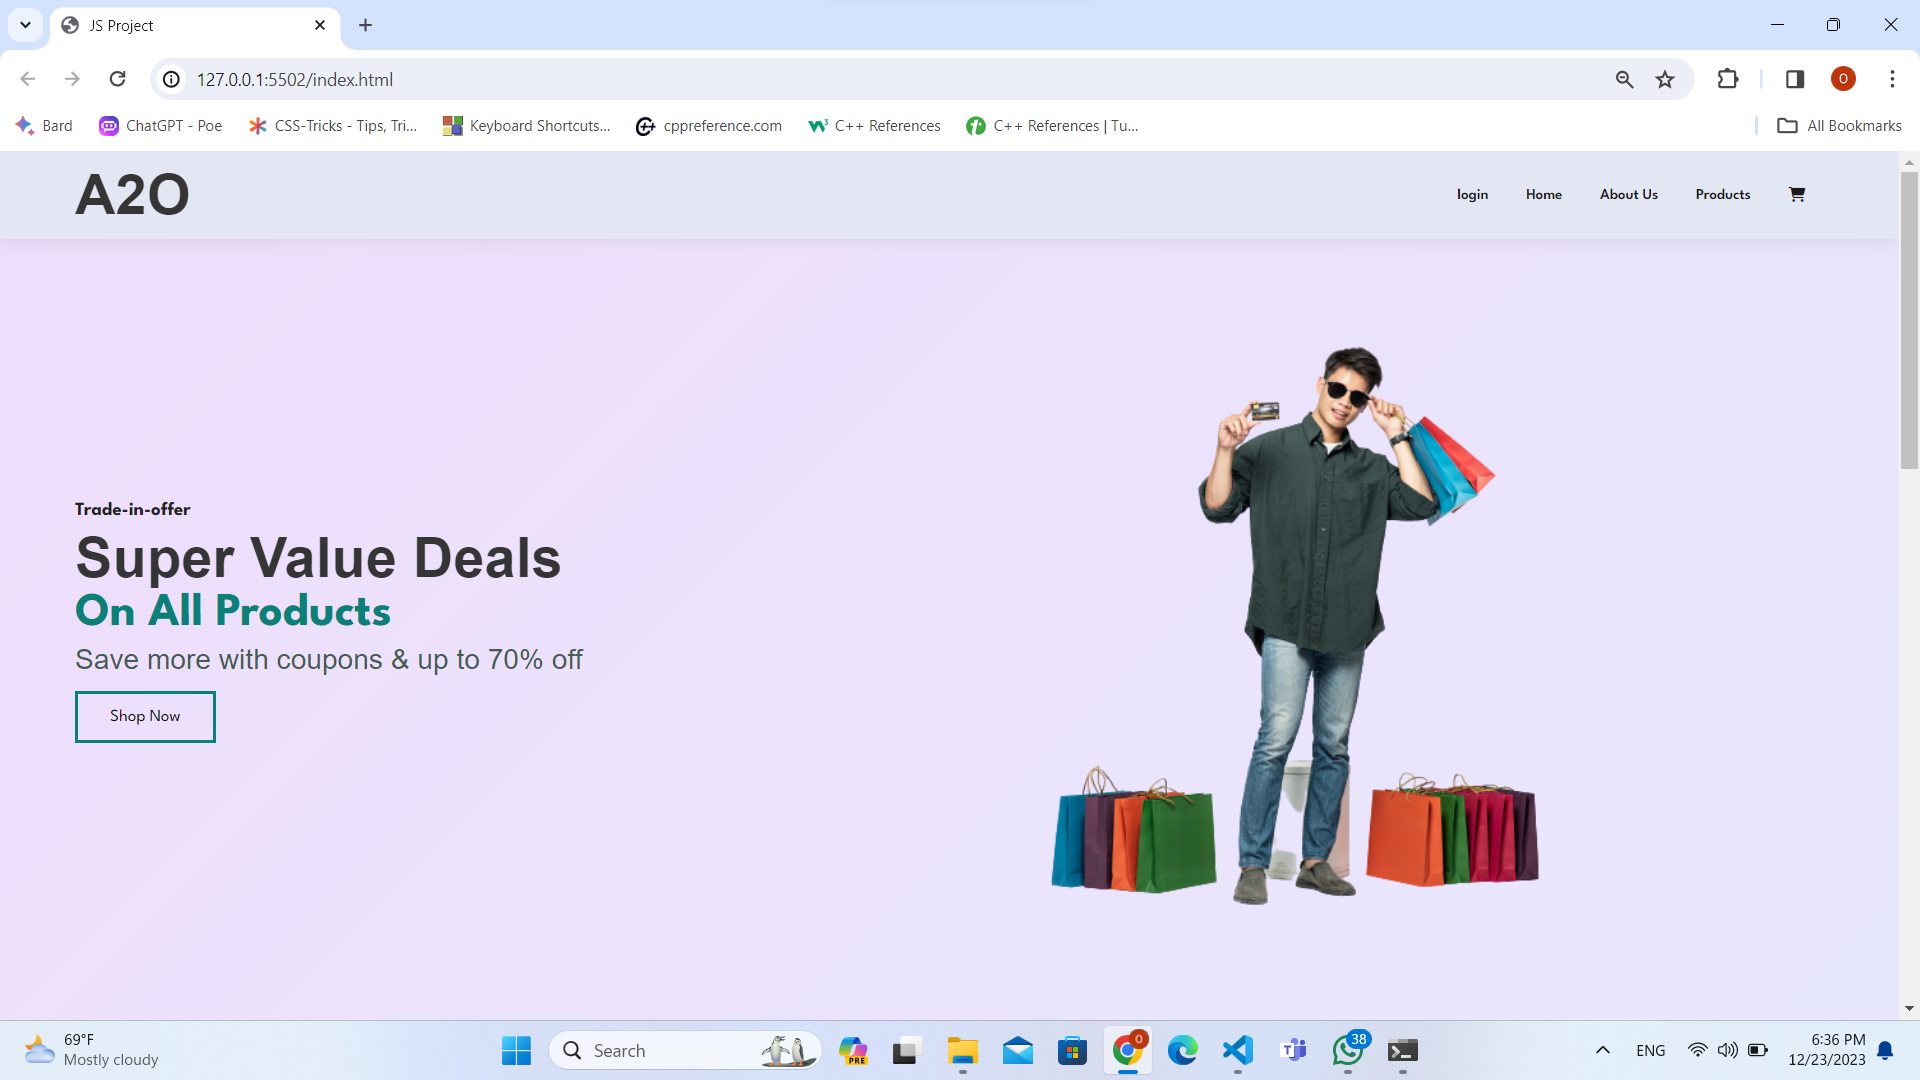 JS Project
127.0.0.1:5502/index.html
O
Bard
ChatGPT - Poe
CSS-Tricks - Tips, Tri...
Keyboard Shortcuts...
cppreference.com
C++ References
C++ References | Tu...
All Bookmarks
A2O
login
Home
About Us
Products
Trade-in-offer
Super Value Deals
On All Products
Save more with coupons & up to 70% off
Shop Now
69°F
Mostly cloudy
Search
PRE
O
38
ENG
6:36 PM
12/23/2023